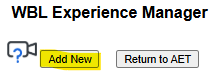 WBL Experience Manager
? Add New Return to AET